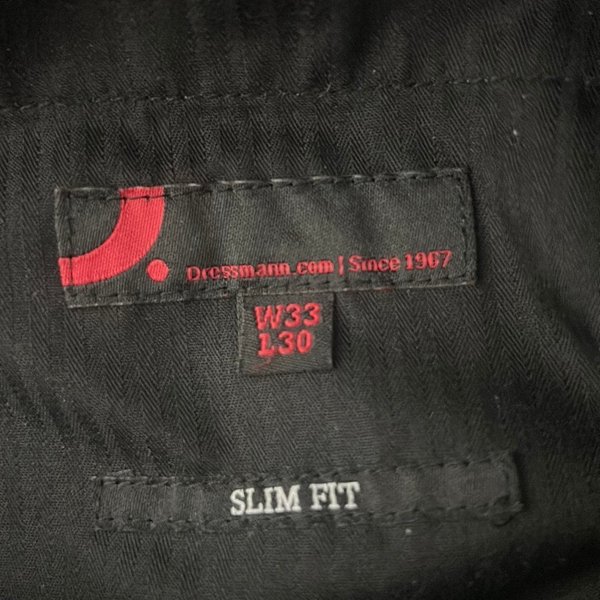 Dressmann.com | Since 1967
W33
L30
SLIM FIT